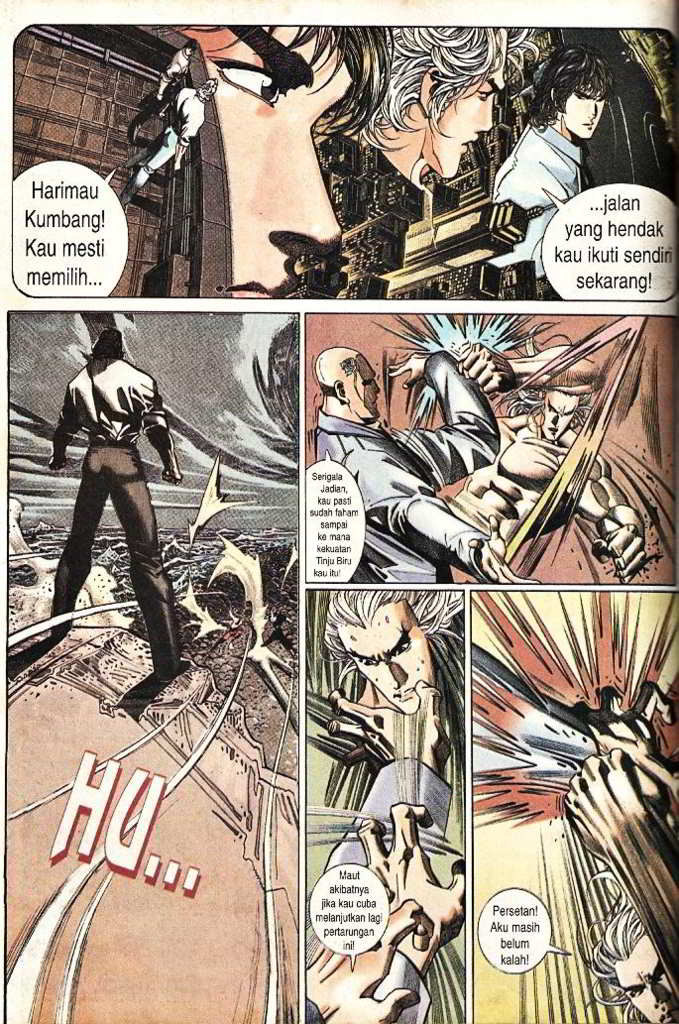 Harimau
Kumbang!
Kau mesti
memilih...
...jalan
yang hendak
kau ikuti sendiri
sekarang!
Serigala
Jadian,
kau pasti
sudah faham
sampai
ke mana
kekuatan
Tinju Biru
kau itu!
HU...
Maut
akibatnya
jika kau cuba
melanjutkan lagi
pertarungan
ini!
Persetan!
Aku masih
belum
kalah!